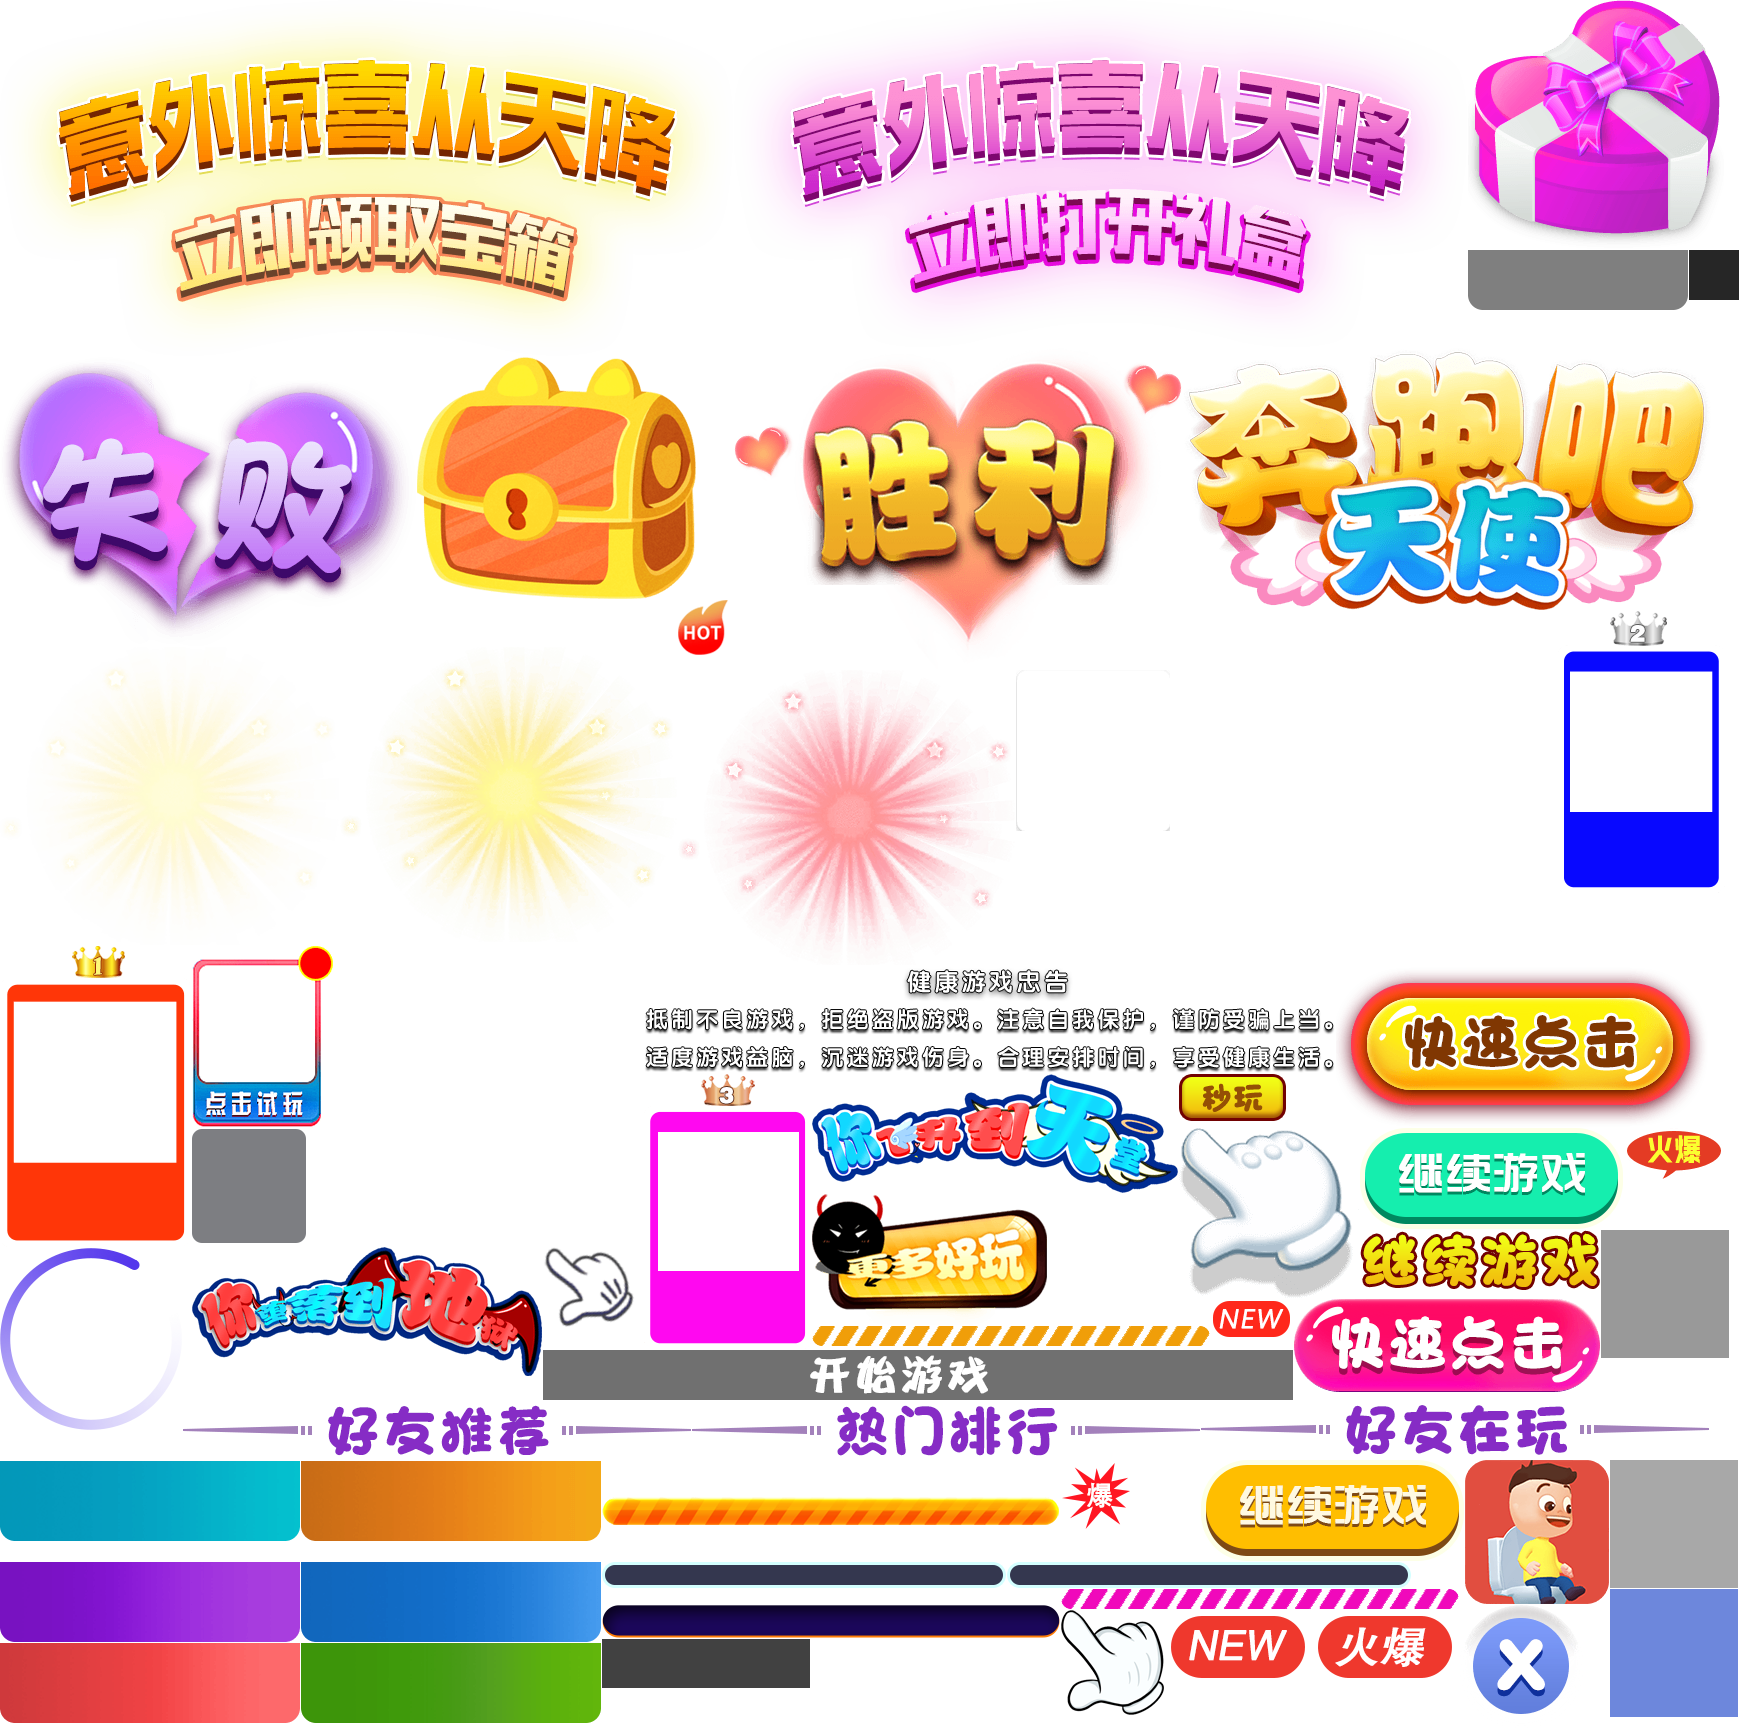 意外惊喜从天降
立即领取宝箱
意外惊喜从天降
立即打开礼盒
失败
胜利
奔跑吧
天使
HOT
2
1
点击试玩
健康游戏忠告
抵制不良游戏，拒绝盗版游戏。注意自我保护，谨防受骗上当。
适度游戏益脑，沉迷游戏伤身。合理安排时间，享受健康生活。
快速点击
3
你飞升到天堂
秒玩
继续游戏
火爆
更多好玩
你堕落到地狱
继续游戏
NEW
快速点击
开始游戏
好友推荐
热门排行
好友在玩
爆
继续游戏
NEW
火爆